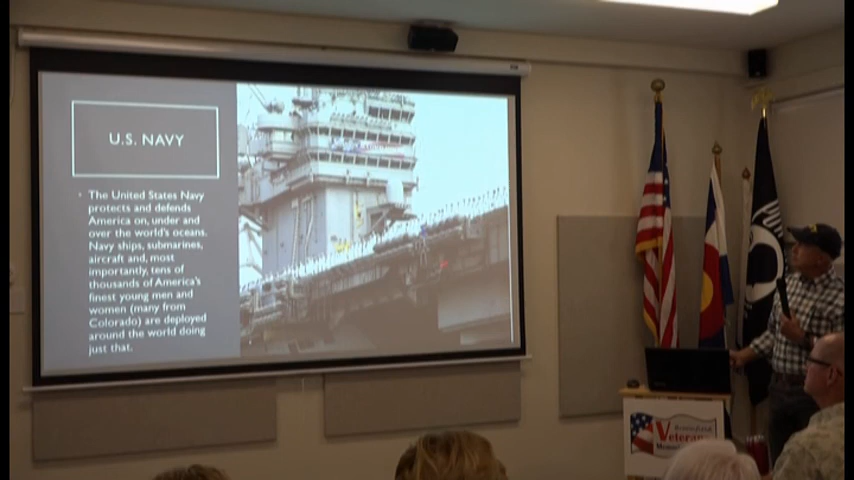 U.S. NAVY
• The United States Navy
protects and defends
America on, under and
over the world's oceans.
Navy ships, submarines,
aircraft and, most
importantly, tens of
thousands of America's
finest young men and
women (many from
Colorado) are deployed
around the world doing
just that.
Veterans